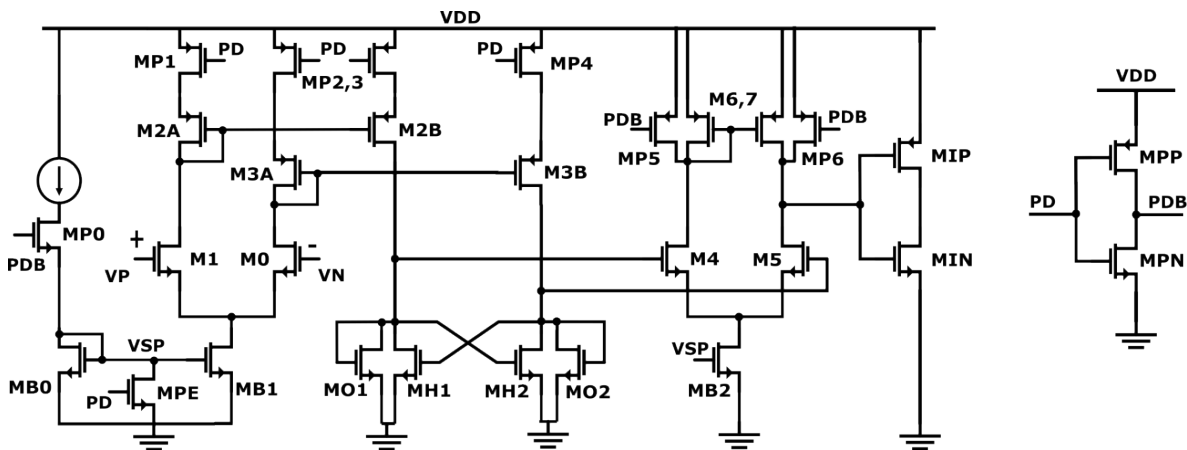 VDD
MP1 PD PD PD MP4
MP2,3
M6,7
VDD
M2A M2B PDB PDB
MP5 MP6 MIP
M3A M3B
MPP
PD PDB
MP0
+ -
PDB VP M1 M0 VN M4 M5 MIN MPN
VSP VSP
MB0 PD MPE MB1 MO1 MH1 MH2 MO2 MB2